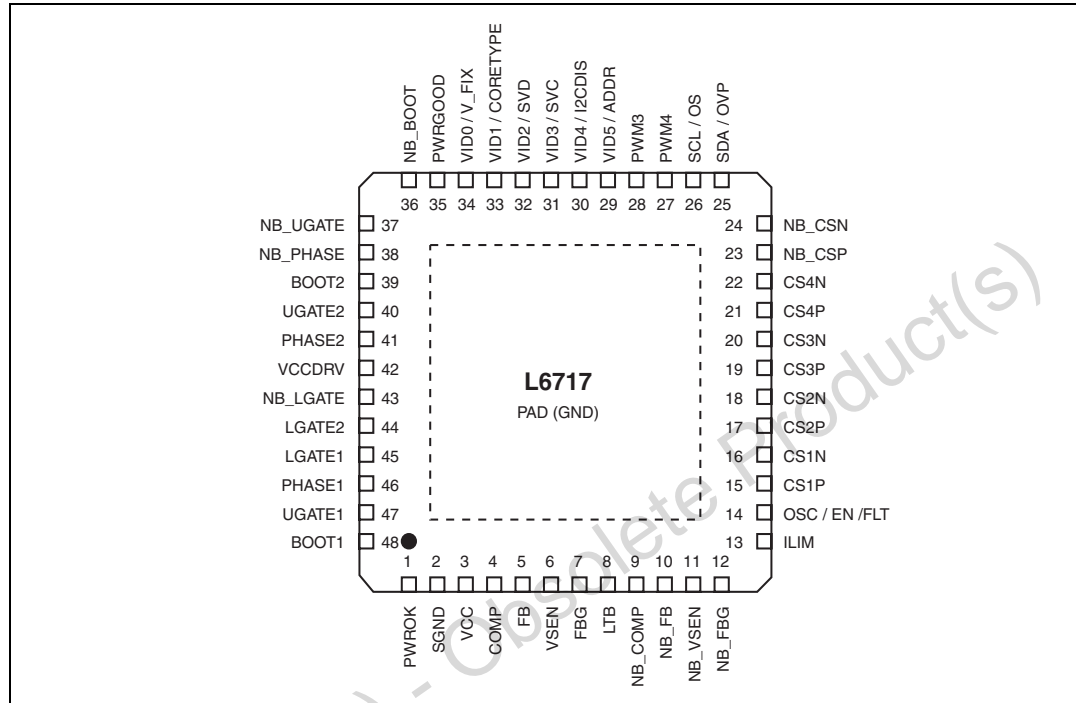 NB_BOOT
PWRGOOD
VID0 / V_FIX
VID1 / CORETYPE
VID2 / SVD
VID3 / SVC
VID4 / I2CDIS
VID5 / ADDR
PWM3
PWM4
SCL / OS
SDA / OVP
36 35 34 33 32 31 30 29 28 27 26 25
NB_UGATE 37
NB_PHASE 38
BOOT2 39
UGATE2 40
PHASE2 41
VCCDRV 42
NB_LGATE 43
LGATE2 44
LGATE1 45
PHASE1 46
UGATE1 47
BOOT1 48
L6717
PAD (GND)
24 NB_CSN
23 NB_CSP
22 CS4N
21 CS4P
20 CS3N
19 CS3P
18 CS2N
17 CS2P
16 CS1N
15 CS1P
14 OSC / EN /FLT
13 ILIM
1 2 3 4 5 6 7 8 9 10 11 12
PWROK
SGND
VCC
COMP
FB
VSEN
FBG
LTB
NB_COMP
NB_FB
NB_VSEN
NB_FBG
) - Obsolete Product(s)